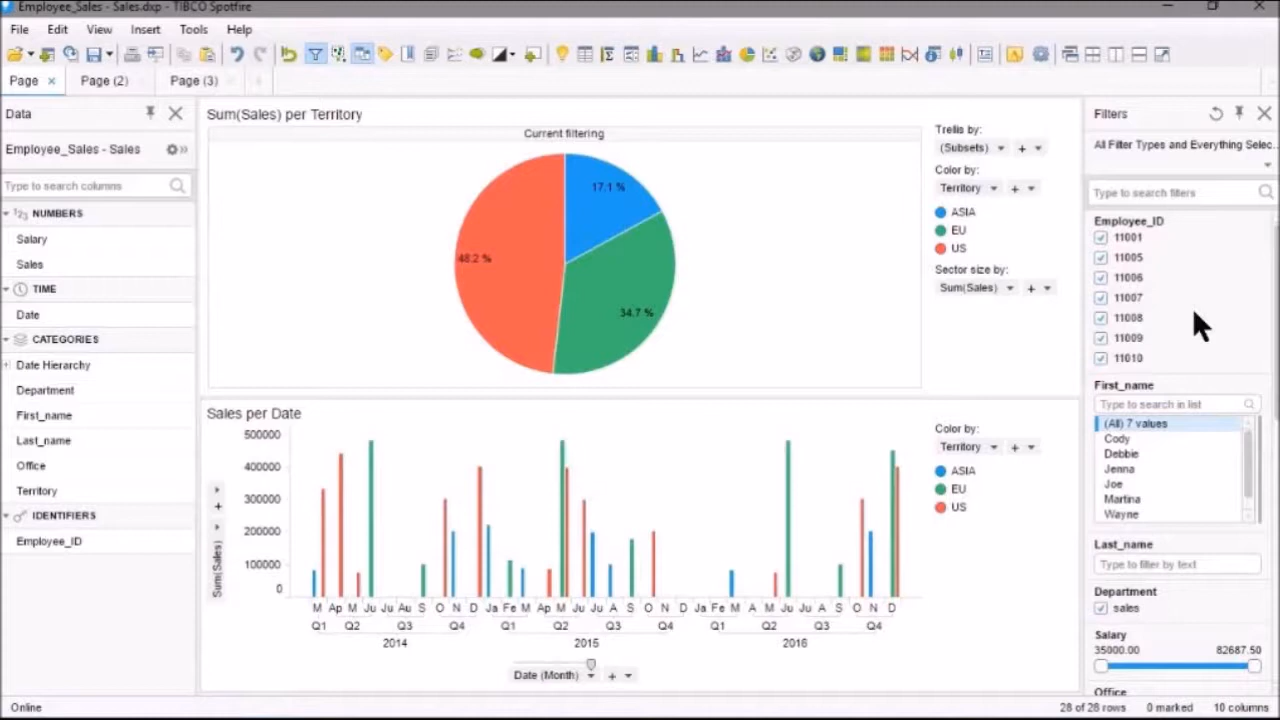 Employee_Sales - Sales.dxp - TIBCO Spotfire
File Edit View Insert Tools Help
Page × Page (2) Page (3) +
Data
Employee_Sales - Sales
Type to search columns
NUMBERS
Salary
Sales
TIME
Date
CATEGORIES
Date Hierarchy
Department
First_name
Last_name
Office
Territory
IDENTIFIERS
Employee_ID
Sum(Sales) per Territory
Current filtering
17.1 %
48.2 %
34.7 %
Trellis by:
(Subsets)
Color by:
Territory
ASIA
EU
US
Sector size by:
Sum(Sales)
Sales per Date
500000
400000
300000
200000
100000
0
Sum(Sales)
M Ap M Ju Ju Au S O N D Ja Fe M Ap M Ju Ju A S O N D Ja Fe M A M Ju Ju A S O N D
Q1 Q2 Q3 Q4 Q1 Q2 Q3 Q4 Q1 Q2 Q3 Q4
2014 2015 2016
Date (Month)
Color by:
Territory
ASIA
EU
US
Filters
All Filter Types and Everything Selec...
Type to search filters
Employee_ID
11001
11005
11006
11007
11008
11009
11010
First_name
Type to search in list
(All) 7 values
Cody
Debbie
Jenna
Joe
Martina
Wayne
Last_name
Type to filter by text
Department
sales
Salary
35000.00 82687.50
Office
Online
28 of 28 rows 0 marked 10 columns